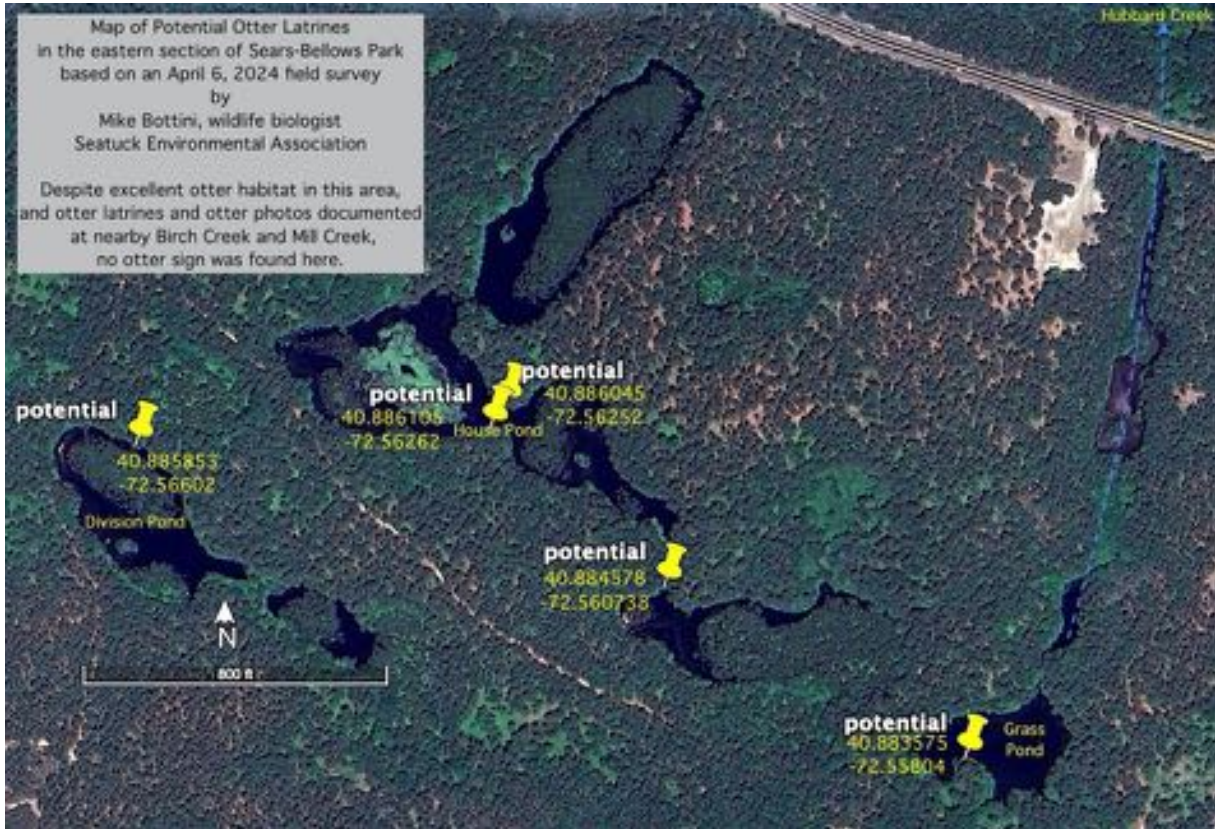 Map of Potential Otter Latrines
in the eastern section of Sears-Bellows Park
based on an April 6, 2024 field survey
by
Mike Bottini, wildlife biologist
Seatuck Environmental Association
Despite excellent otter habitat in this area,
and otter latrines and otter photos documented
at nearby Birch Creek and Mill Creek,
no otter sign was found here.
Hubbard Creek
potential
40.886045
-72.56252
potential
40.886105
-72.56262
House Pond
potential
40.885853
-72.56602
Division Pond
potential
40.884578
-72.560733
N
800 ft
potential
40.883575
-72.55804
Grass
Pond